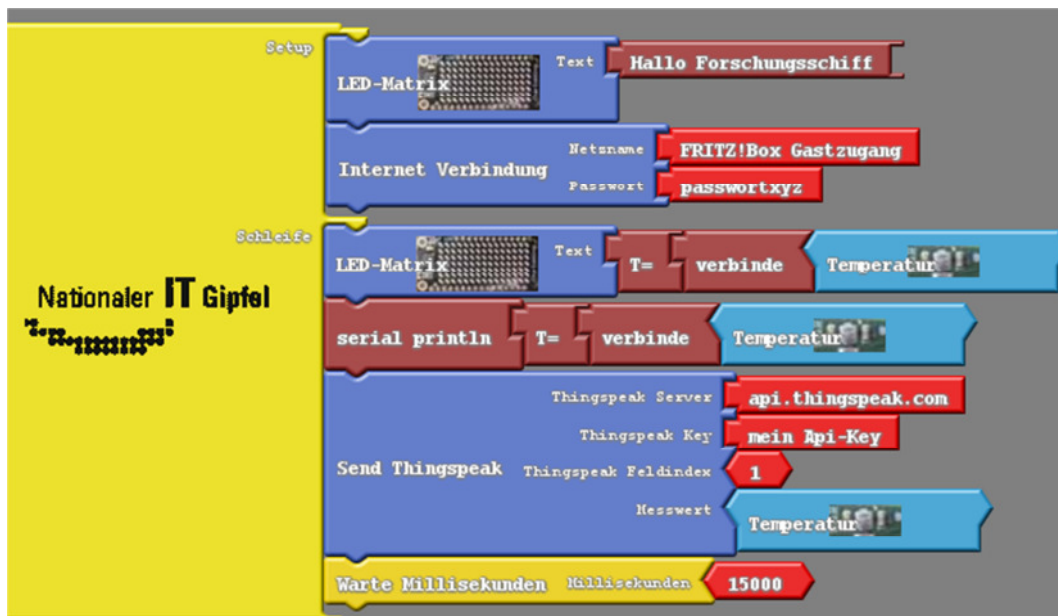 Setup
LED-Matrix Text Hallo Forschungsschiff
Internet Verbindung
Netzname FRITZ!Box Gastzugang
Passwort passwortxyz
Schleife
LED-Matrix Text T= verbinde Temperatur
Nationaler IT Gipfel
serial println T= verbinde Temperatur
Send Thingspeak
Thingspeak Server api.thingspeak.com
Thingspeak Key mein Api-Key
Thingspeak Feldindex 1
Messwert Temperatur
Warte Millisekunden Millisekunden 15000